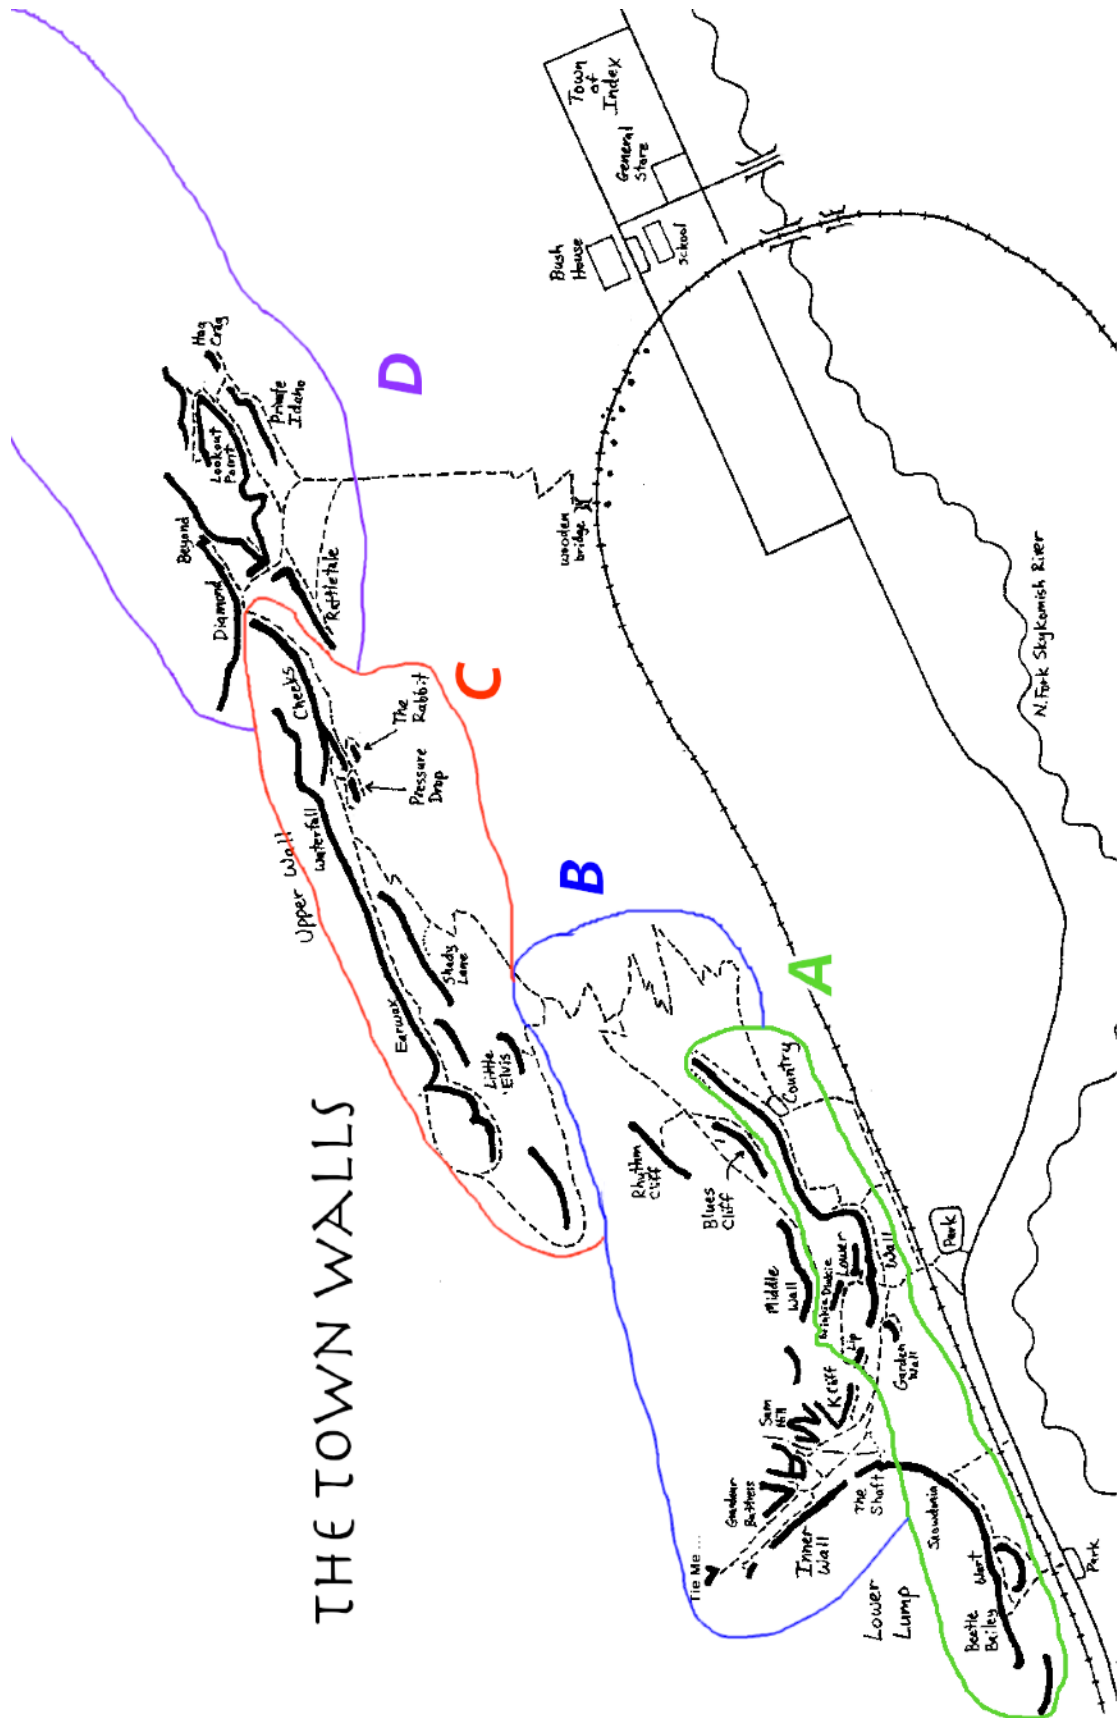 THE TOWN WALLS
Town
of
Index
General
Store
Bush
House
School
Hag
Crag
Private
Idaho
Lookout
Point
Beyond
Diamond
Rattletale
wooden
bridge
D
C
Cheeks
The
Rabbit
Pressure
Drop
Upper Wall
Waterfall
Shady
Lane
Earwax
Little
Elvis
N. Fork Skykomish River
B
A
Country
Rhythm
Cliff
Blues
Cliff
Middle
Wall
Winkie Dinkie
Lower
Wall
Lip
Garden
Wall
K Cliff
Sam
Hill
Park
The
Shaft
Inner
Wall
Tie Me ...
Snowdonia
Wart
Beetle
Bailey
Lower
Lump
Park